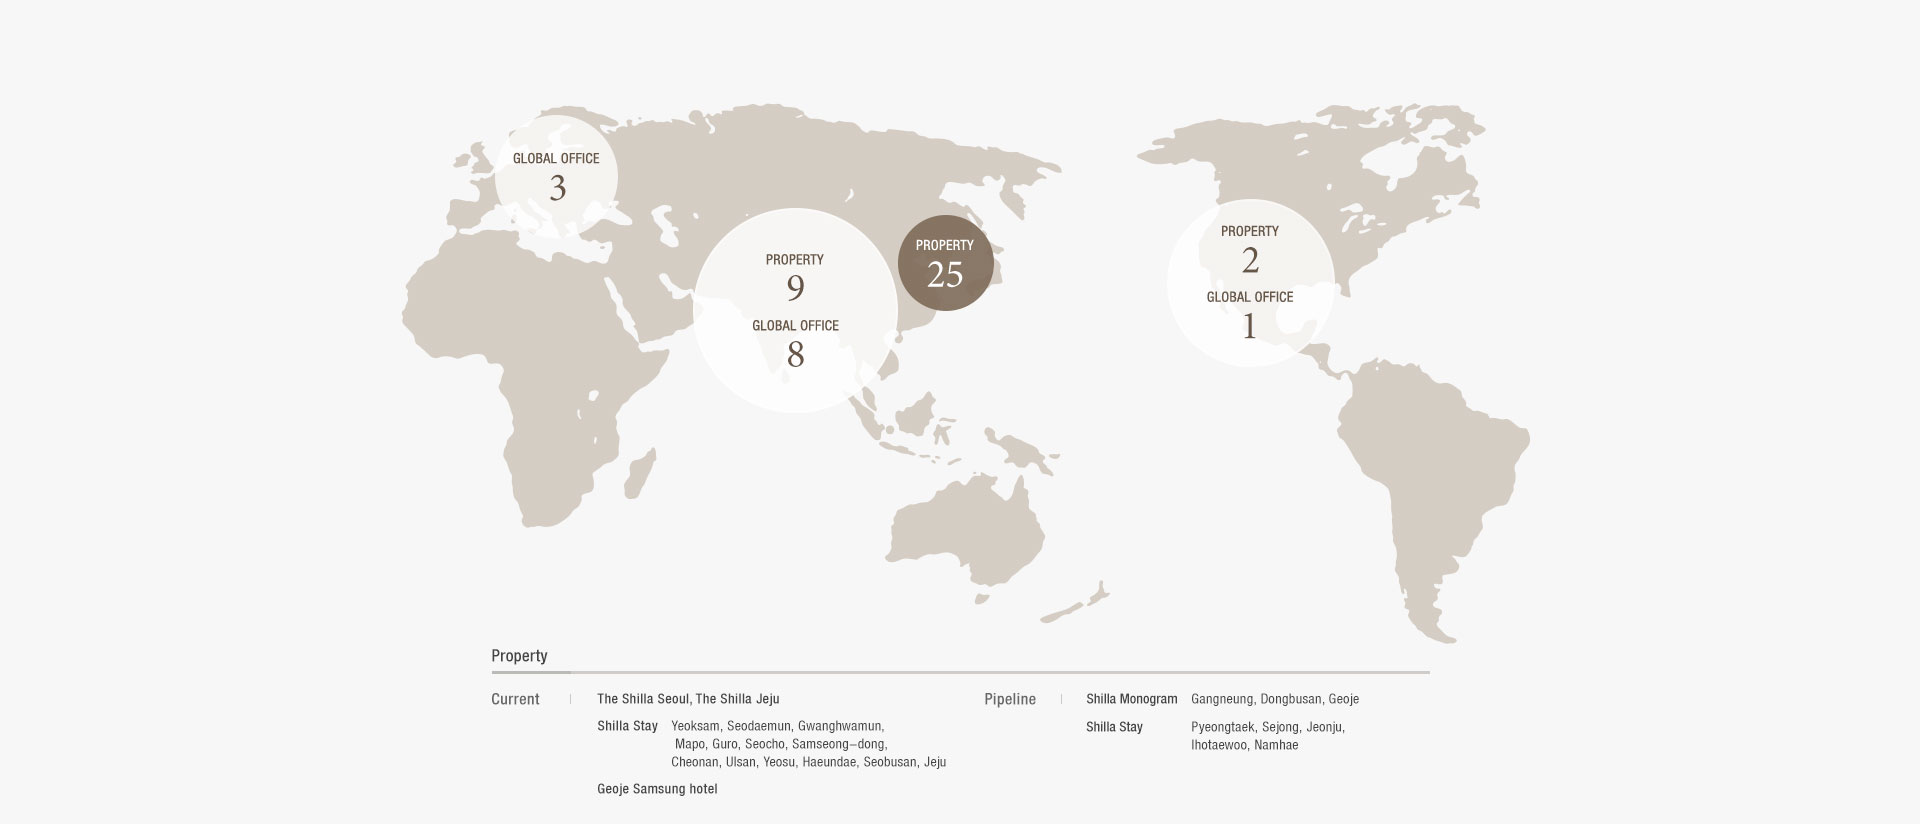 GLOBAL OFFICE
3
PROPERTY
9
GLOBAL OFFICE
8
PROPERTY
25
PROPERTY
2
GLOBAL OFFICE
1
Property
Current
The Shilla Seoul, The Shilla Jeju
Shilla Stay Yeoksam, Seodaemun, Gwanghwamun,
Mapo, Guro, Seocho, Samseong–dong,
Cheonan, Ulsan, Yeosu, Haeundae, Seobusan, Jeju
Geoje Samsung hotel
Pipeline
Shilla Monogram Gangneung, Dongbusan, Geoje
Shilla Stay Pyeongtaek, Sejong, Jeonju,
Ihotaewoo, Namhae